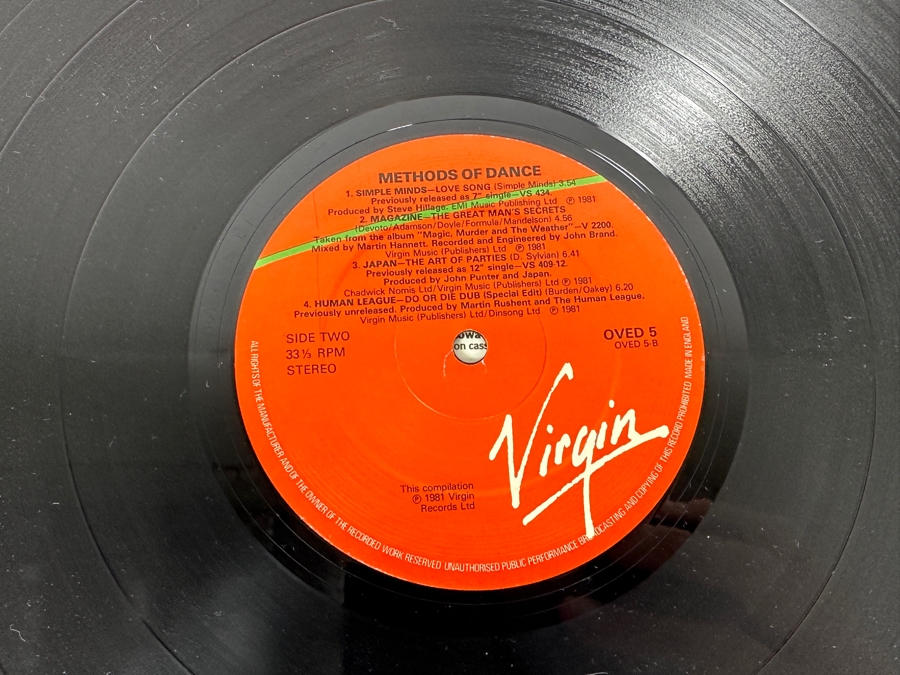 METHODS OF DANCE
1. SIMPLE MINDS—LOVE SONG (Simple Minds) 3.54
Previously released as 7" single—VS 434.
Produced by Steve Hillage. EMI Music Publishing Ltd ℗ 1981
2. MAGAZINE—THE GREAT MAN'S SECRETS
(Devoto/Adamson/Doyle/Formula/Mandelson) 4.56
Taken from the album "Magic, Murder and The Weather"—V 2200.
Mixed by Martin Hannett. Recorded and Engineered by John Brand.
Virgin Music (Publishers) Ltd ℗ 1981
3. JAPAN—THE ART OF PARTIES (D. Sylvian) 6.41
Previously released as 12" single—VS 409-12.
Produced by John Punter and Japan.
Chadwick Nomis Ltd/Virgin Music (Publishers) Ltd ℗ 1981
4. HUMAN LEAGUE—DO OR DIE DUB (Special Edit) (Burden/Oakey) 6.20
Previously unreleased. Produced by Martin Rushent and The Human League.
Virgin Music (Publishers) Ltd/Dinsong Ltd ℗ 1981
SIDE TWO
33⅓ RPM
STEREO
OVED 5
OVED 5-B
on cass
Virgin
This compilation
℗ 1981 Virgin
Records Ltd
ALL RIGHTS OF THE MANUFACTURER AND OF THE OWNER OF THE RECORDED WORK RESERVED UNAUTHORISED PUBLIC PERFORMANCE BROADCASTING AND COPYING OF THIS RECORD PROHIBITED MADE IN ENGLAND